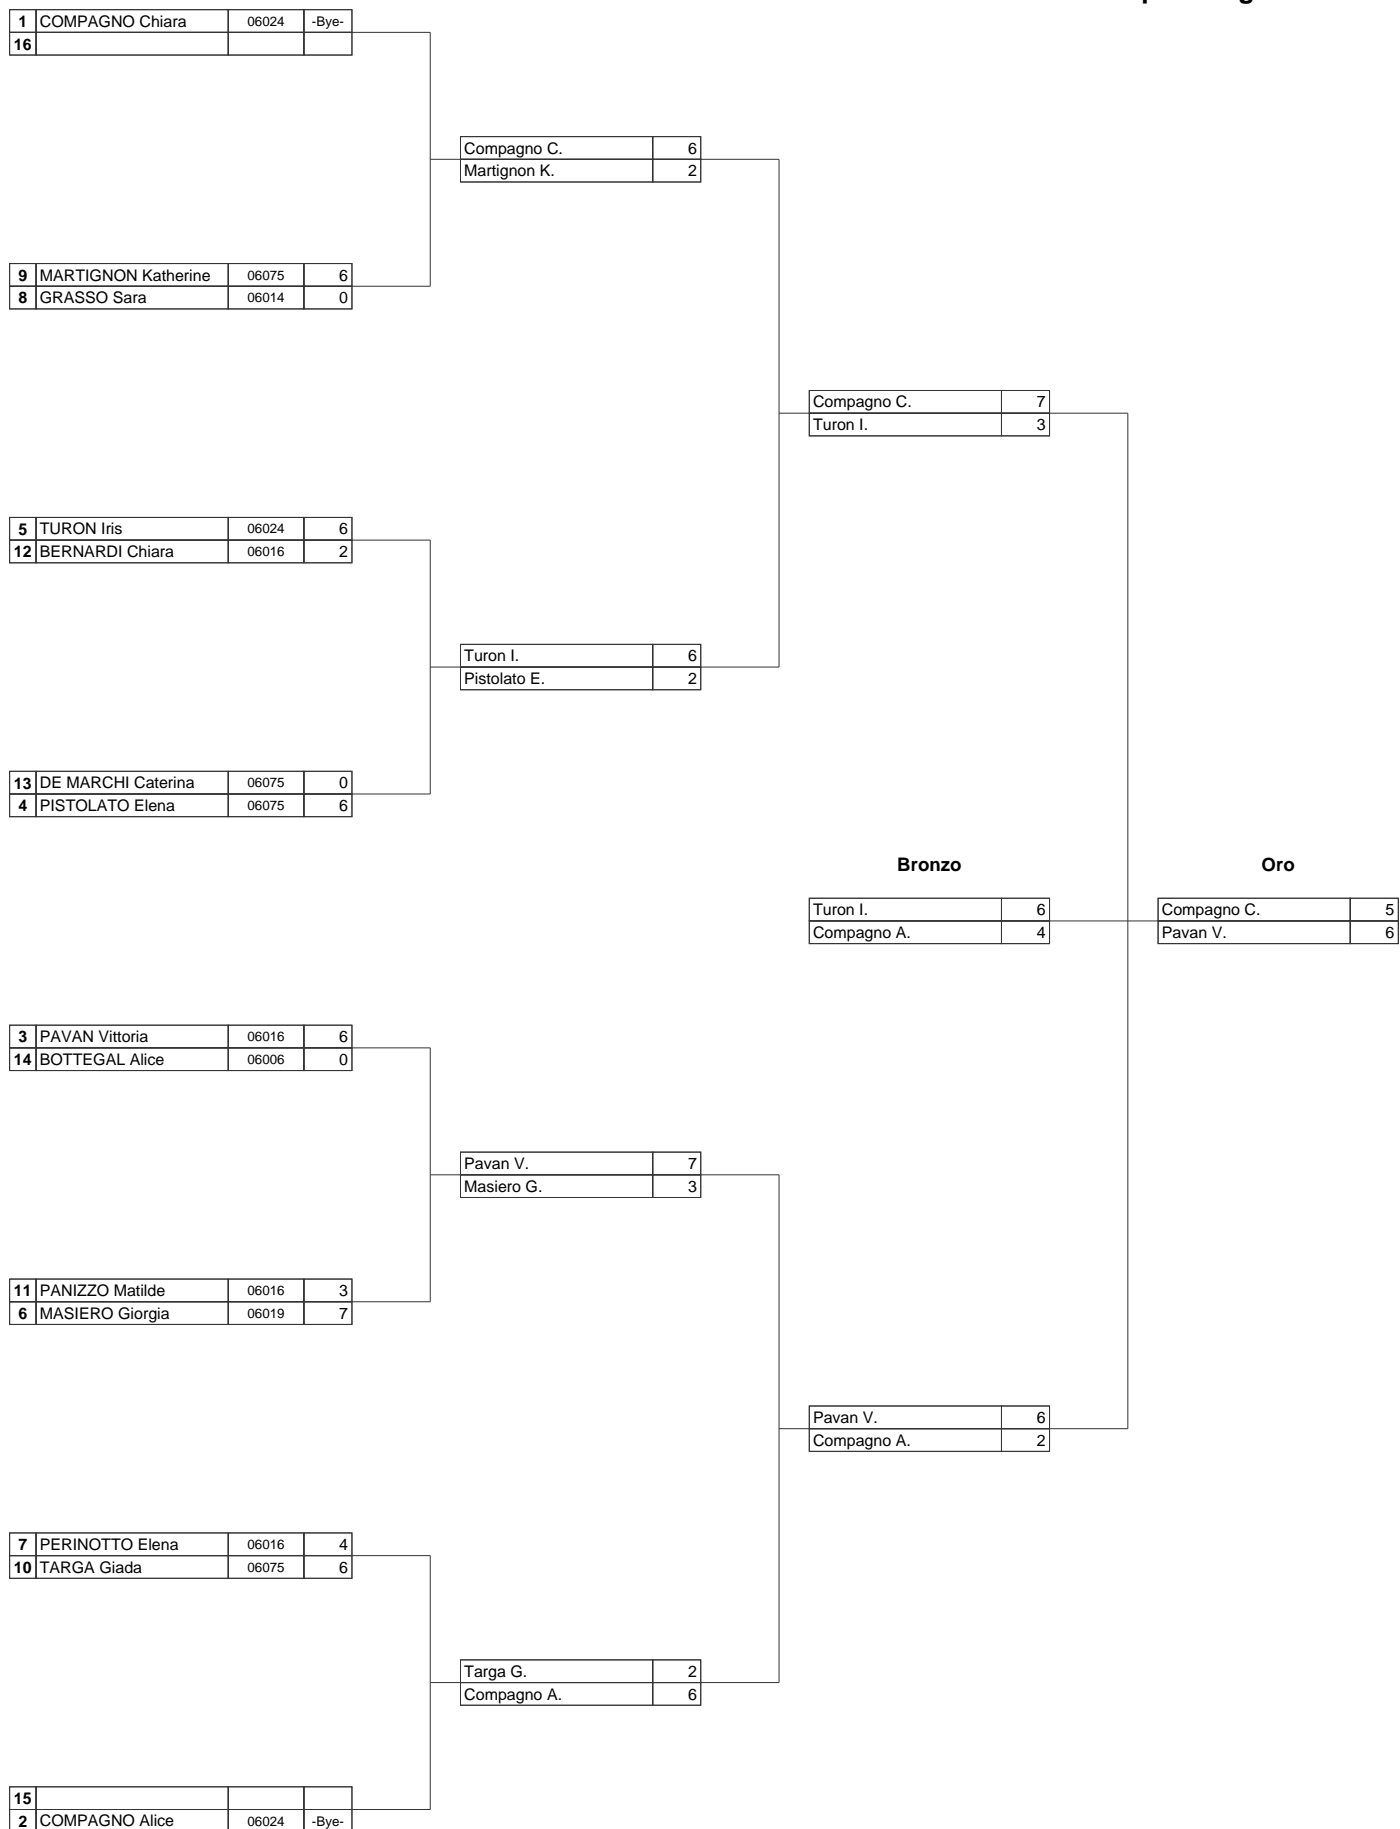 1 COMPAGNO Chiara 06024 -Bye-
16
Compagno C. 6
Martignon K. 2
9 MARTIGNON Katherine 06075 6
8 GRASSO Sara 06014 0
Compagno C. 7
Turon I. 3
5 TURON Iris 06024 6
12 BERNARDI Chiara 06016 2
Turon I. 6
Pistolato E. 2
13 DE MARCHI Caterina 06075 0
4 PISTOLATO Elena 06075 6
Bronzo Oro
Turon I. 6 Compagno C. 5
Compagno A. 4 Pavan V. 6
3 PAVAN Vittoria 06016 6
14 BOTTEGAL Alice 06006 0
Pavan V. 7
Masiero G. 3
11 PANIZZO Matilde 06016 3
6 MASIERO Giorgia 06019 7
Pavan V. 6
Compagno A. 2
7 PERINOTTO Elena 06016 4
10 TARGA Giada 06075 6
Targa G. 2
Compagno A. 6
15
2 COMPAGNO Alice 06024 -Bye-